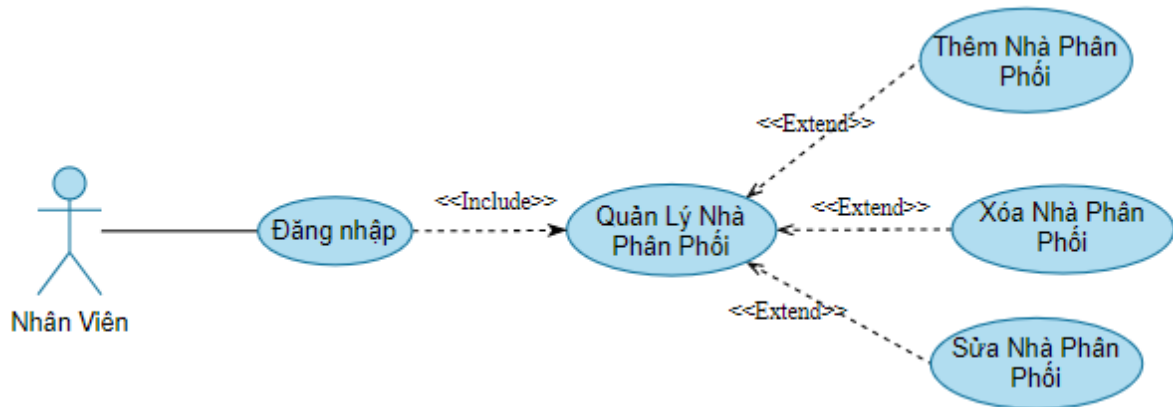 Thêm Nhà Phân
Phối
<<Extend>>
<<Include>>
Đăng nhập
Quản Lý Nhà
Phân Phối
<<Extend>>
Xóa Nhà Phân
Phối
<<Extend>>
Nhân Viên
Sửa Nhà Phân
Phối